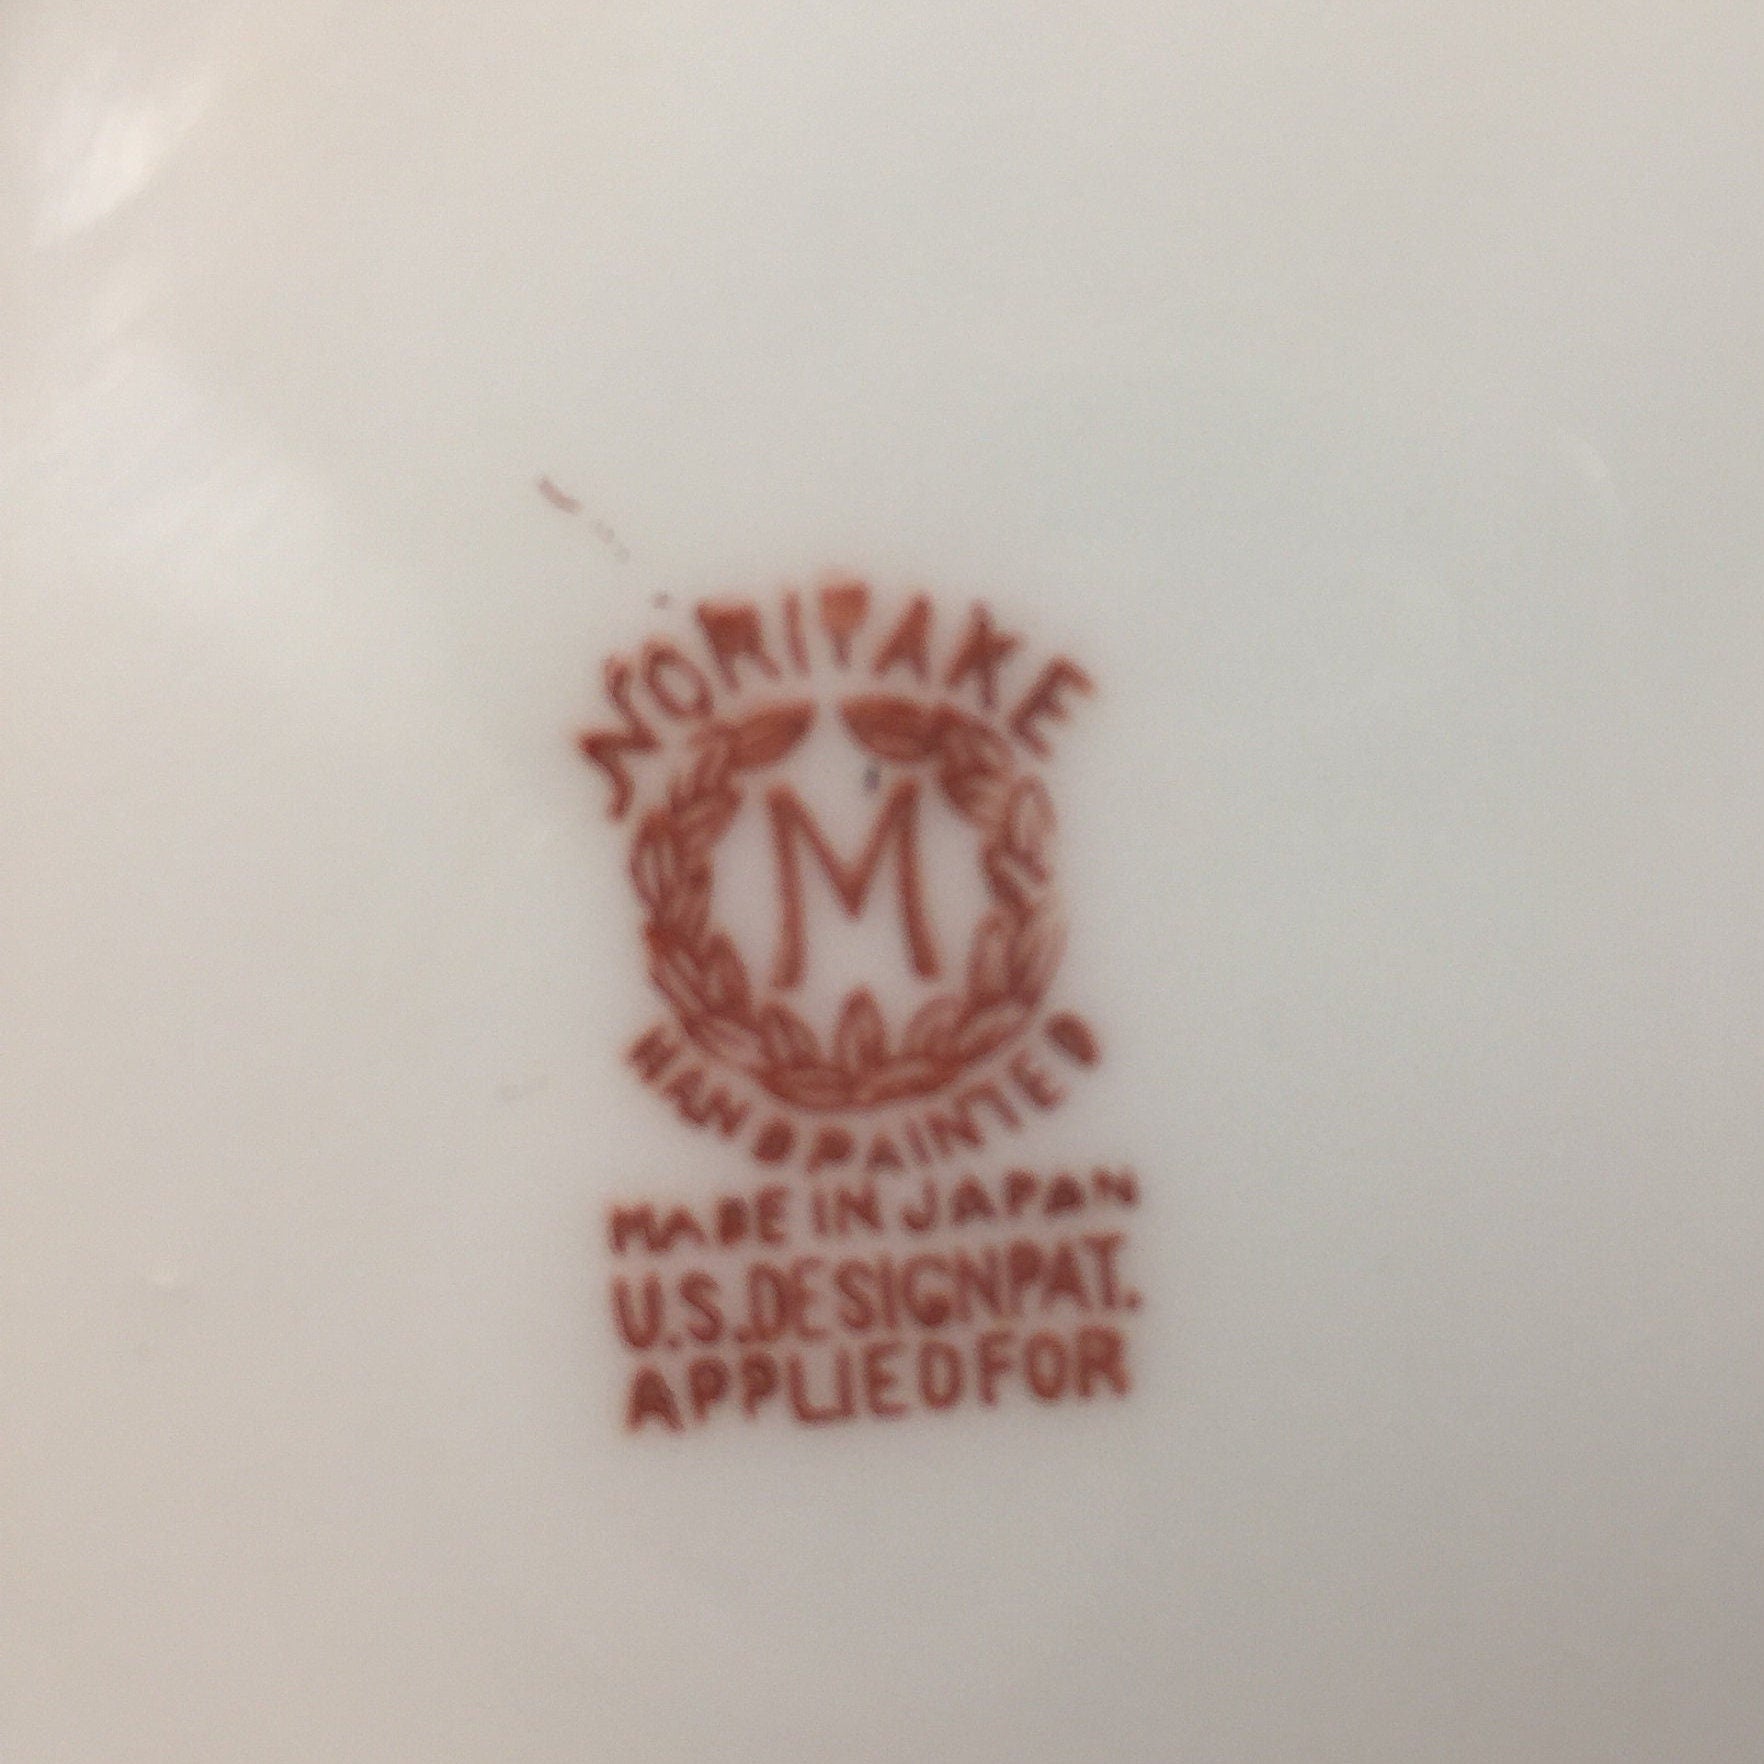 NORITAKE
M
HAND PAINTED
MADE IN JAPAN
U.S.DESIGN PAT.
APPLIED FOR